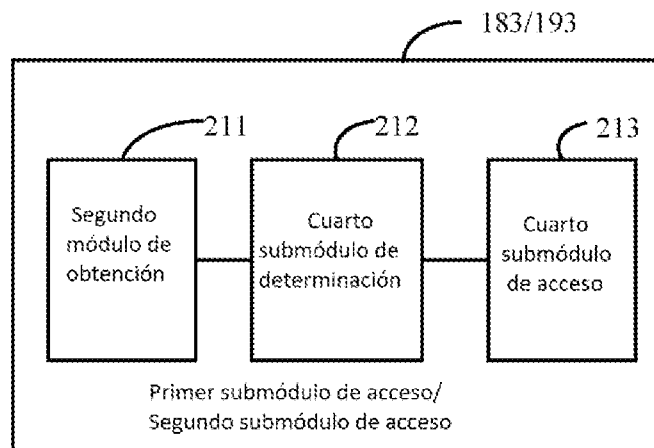 183/193
211
212
213
Segundo
módulo de
obtención
Cuarto
submódulo de
determinación
Cuarto
submódulo
de acceso
Primer submódulo de acceso/
Segundo submódulo de acceso